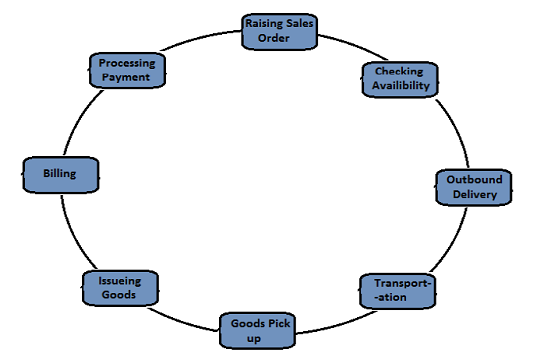 Raising Sales
Order
Checking
Availibility
Outbound
Delivery
Transport-
-ation
Goods Pick
up
Issueing
Goods
Billing
Processing
Payment